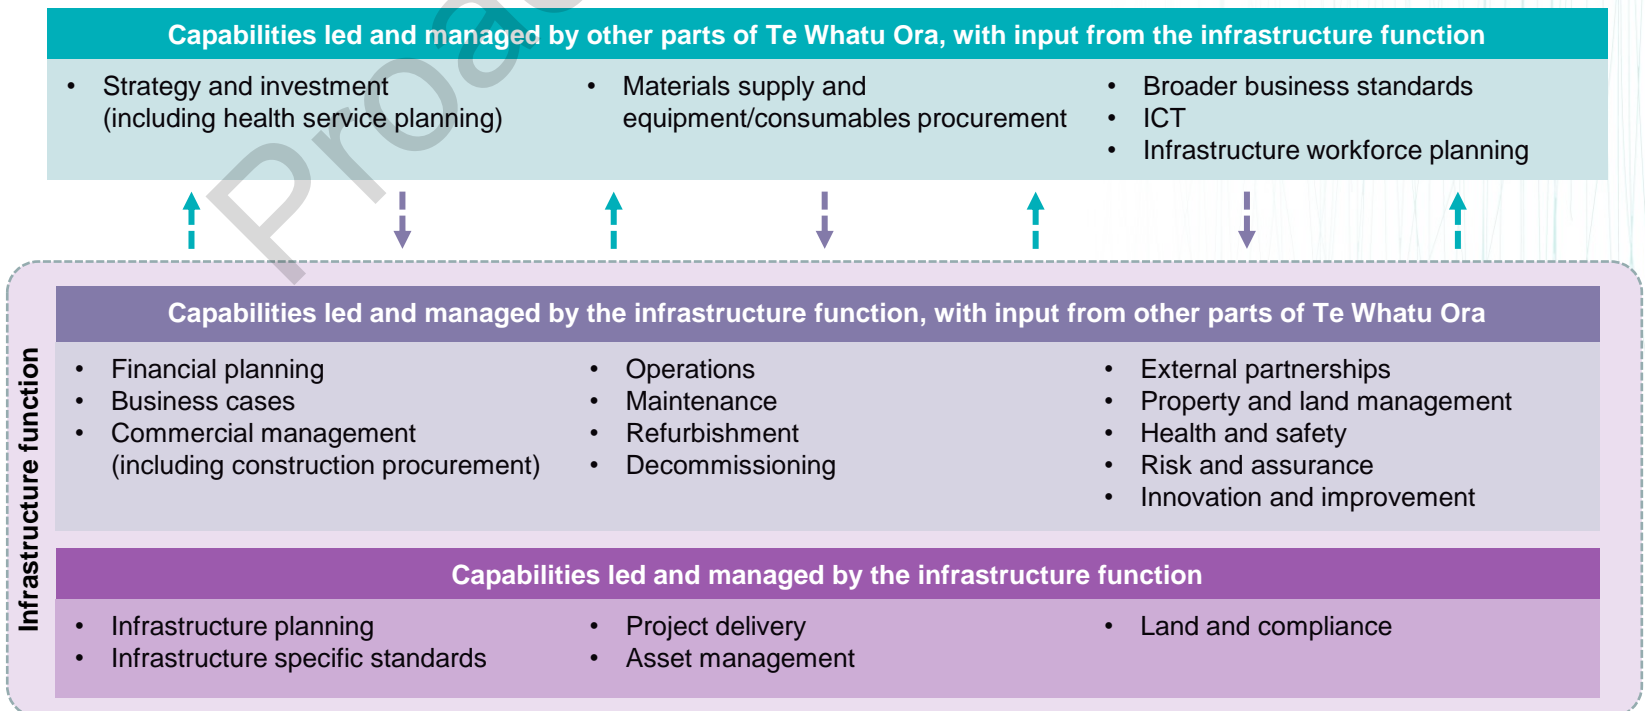 Capabilities led and managed by other parts of Te Whatu Ora, with input from the infrastructure function
• Strategy and investment
(including health service planning)
• Materials supply and
equipment/consumables procurement
• Broader business standards
• ICT
• Infrastructure workforce planning
Infrastructure function
Capabilities led and managed by the infrastructure function, with input from other parts of Te Whatu Ora
• Financial planning
• Business cases
• Commercial management
(including construction procurement)
• Operations
• Maintenance
• Refurbishment
• Decommissioning
• External partnerships
• Property and land management
• Health and safety
• Risk and assurance
• Innovation and improvement
Capabilities led and managed by the infrastructure function
• Infrastructure planning
• Infrastructure specific standards
• Project delivery
• Asset management
• Land and compliance